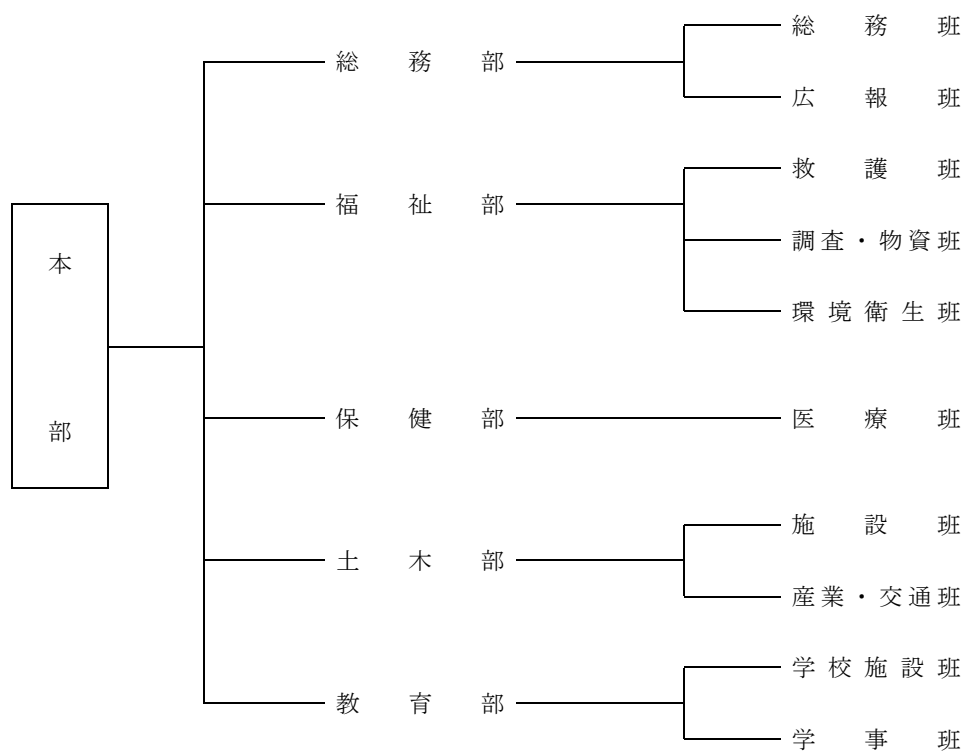 本部
総務部
総務班
広報班
福祉部
救護班
調査・物資班
環境衛生班
保健部
医療班
土木部
施設班
産業・交通班
教育部
学校施設班
学事班